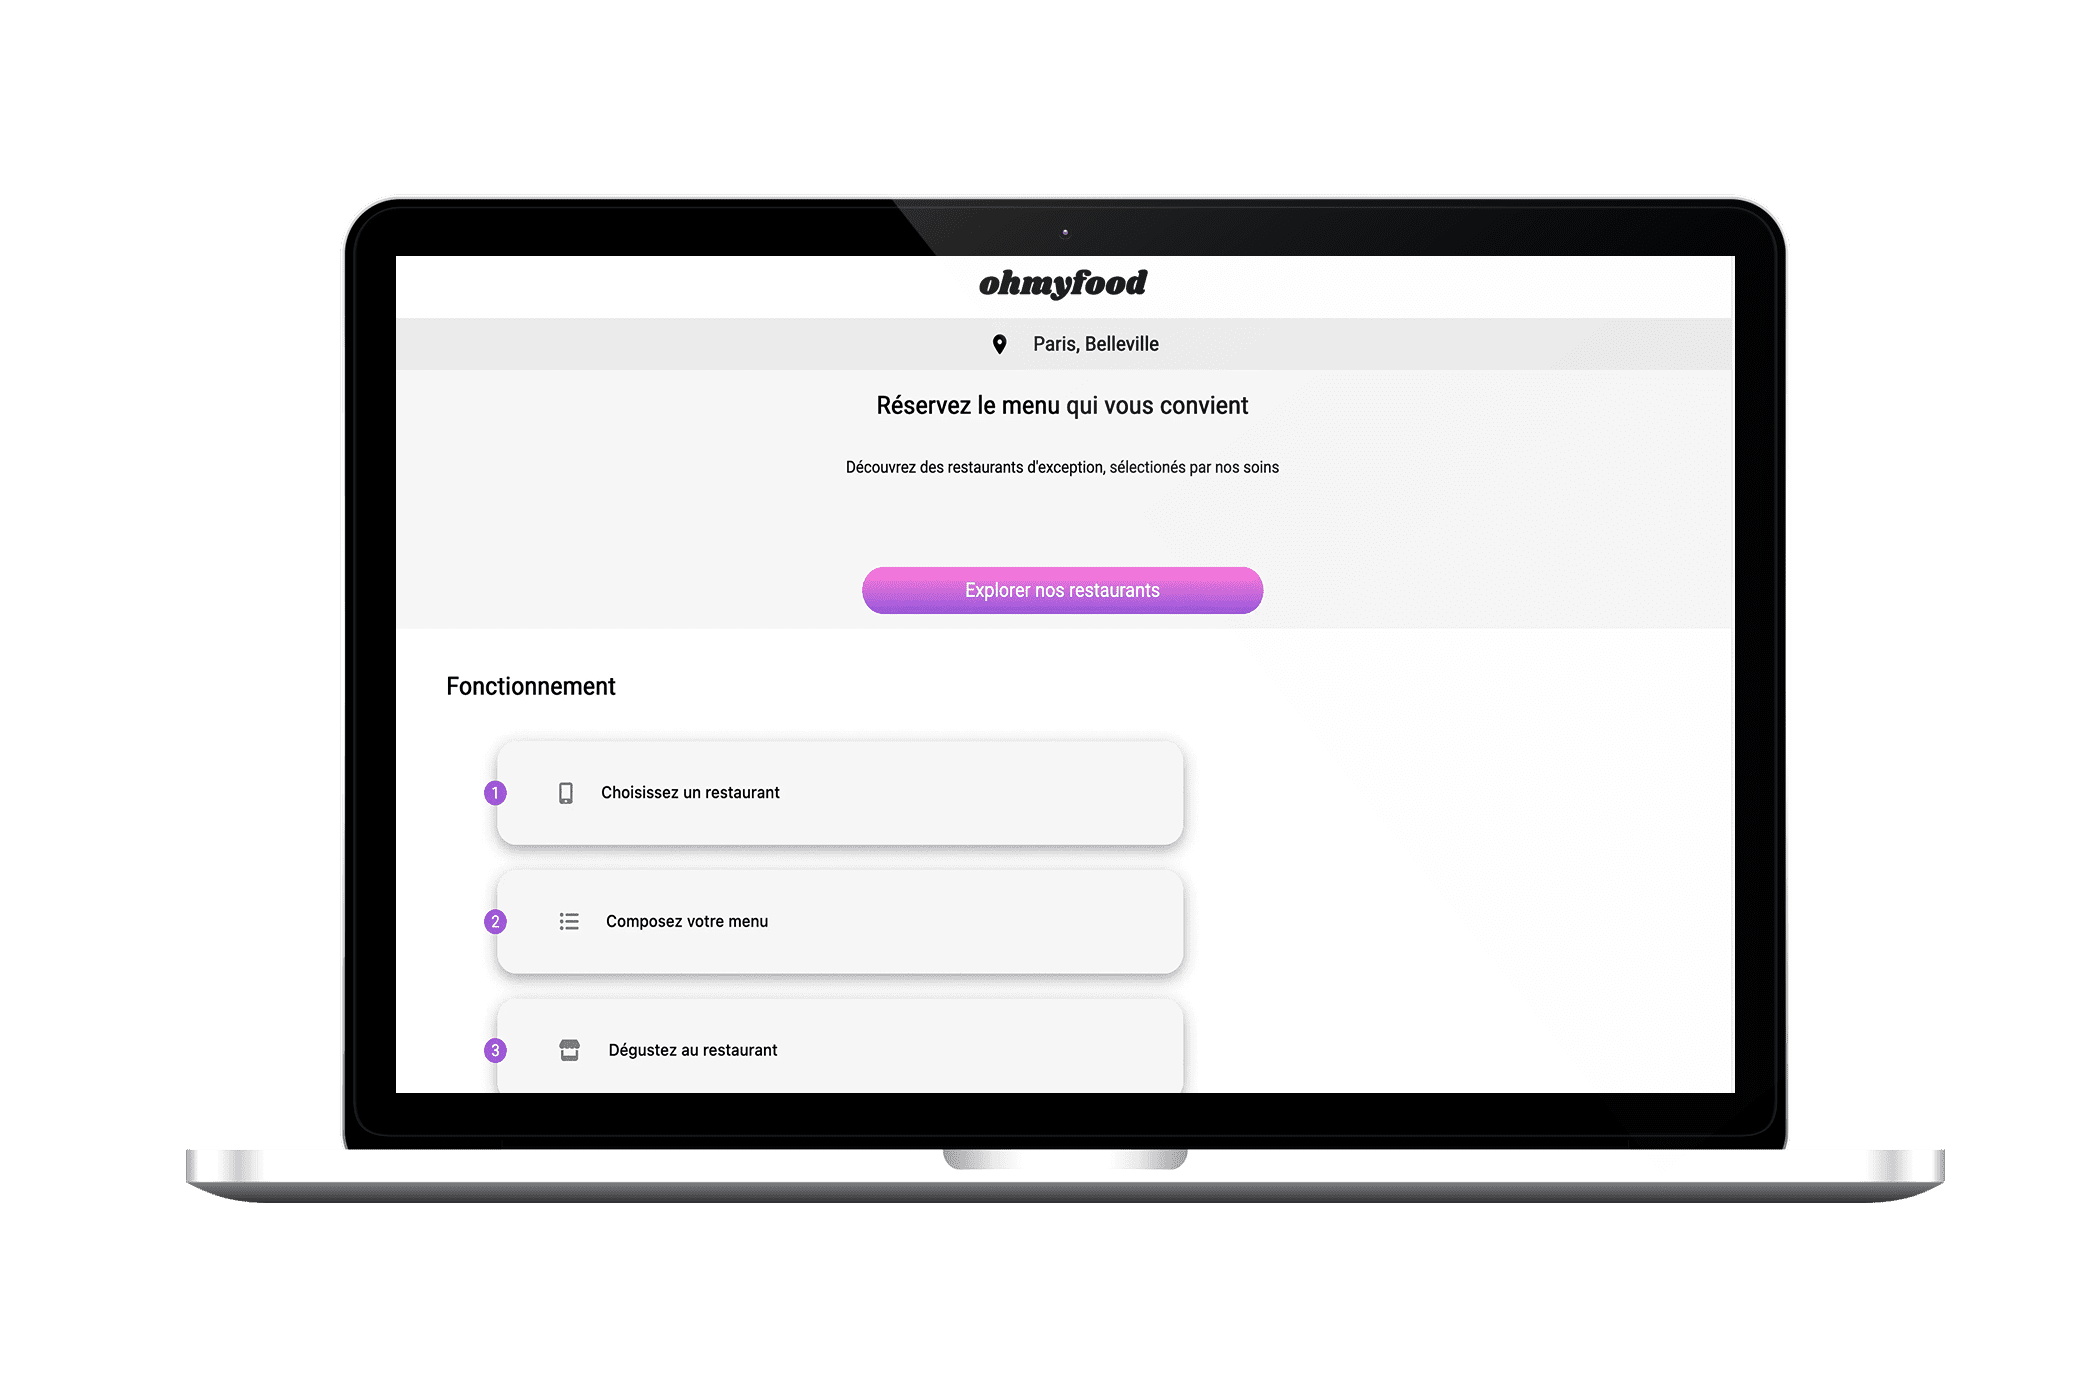 ohmyfood
Paris, Belleville
Réservez le menu qui vous convient
Découvrez des restaurants d'exception, sélectionés par nos soins
Explorer nos restaurants
Fonctionnement
1 Choisissez un restaurant
2 Composez votre menu
3 Dégustez au restaurant